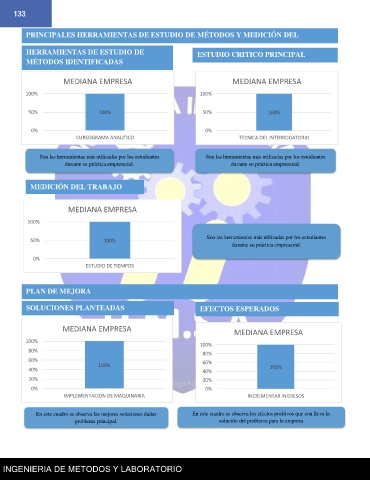 133
PRINCIPALES HERRAMIENTAS DE ESTUDIO DE MÉTODOS Y MEDICIÓN DEL
HERRAMIENTAS DE ESTUDIO DE
MÉTODOS IDENTIFICADAS
ESTUDIO CRITICO PRINCIPAL
MEDIANA EMPRESA
100%
50%
0%
100%
CURSOGRAMA ANALITICO
MEDIANA EMPRESA
100%
50%
0%
100%
TÉCNICA DEL INTERROGATORIO
Son las herramientas más utilizadas por los estudiantes
durante su práctica empresarial.
Son las herramientas más utilizadas por los estudiantes
durante su práctica empresarial.
MEDICIÓN DEL TRABAJO
MEDIANA EMPRESA
100%
50%
0%
100%
ESTUDIO DE TIEMPOS
Son las herramientas más utilizadas por los estudiantes
durante su práctica empresarial.
PLAN DE MEJORA
SOLUCIONES PLANTEADAS
EFECTOS ESPERADOS
MEDIANA EMPRESA
100%
80%
60%
40%
20%
0%
100%
IMPLEMENTACION DE MAQUINARIA
MEDIANA EMPRESA
100%
80%
60%
40%
20%
0%
100%
INCREMENTAR INGRESOS
En este cuadro se observa las mejores soluciones dadas
problema principal.
En este cuadro se observa los efectos positivos que con lleva la
solución del problema para la empresa
INGENIERIA DE METODOS Y LABORATORIO